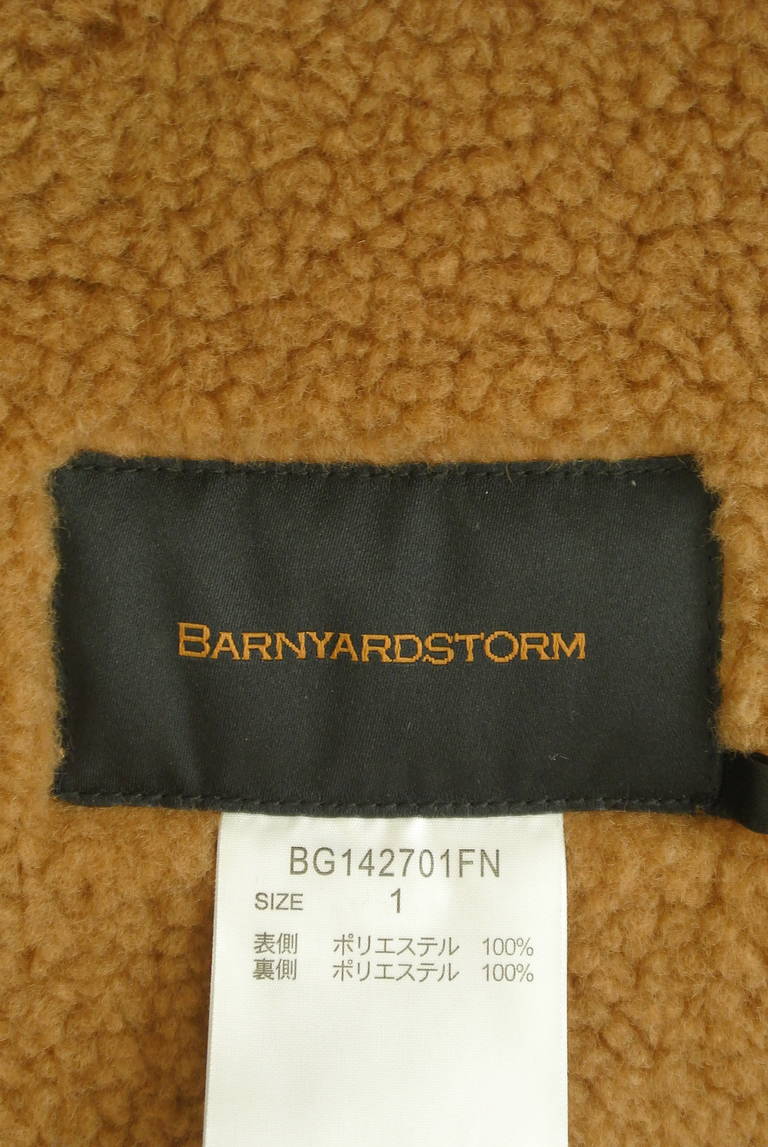 BARNYARDSTORM
BG142701FN
SIZE 1
表側 ポリエステル 100%
裏側 ポリエステル 100%